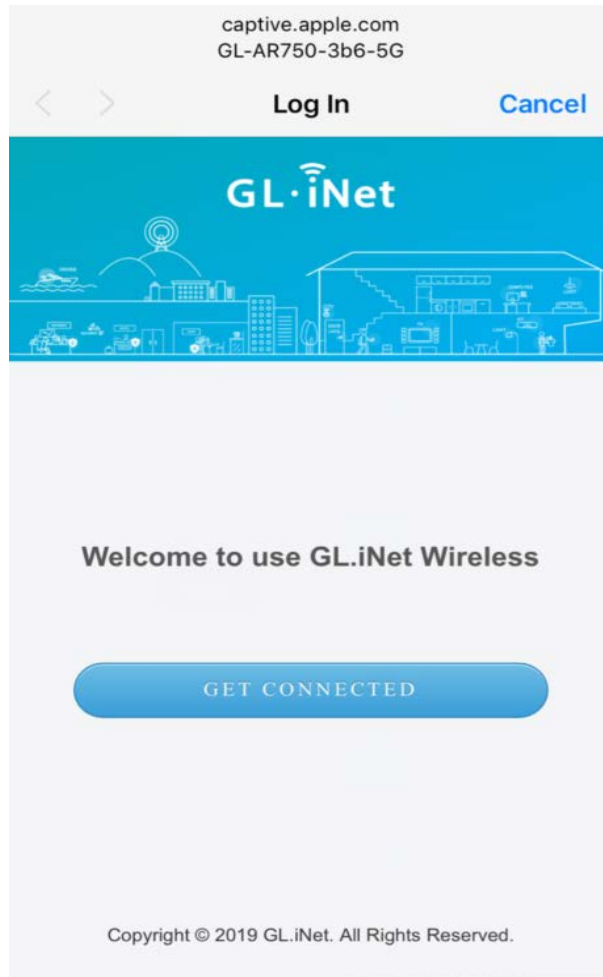 captive.apple.com
GL-AR750-3b6-5G
Log In
Cancel
GL·iNet
Welcome to use GL.iNet Wireless
GET CONNECTED
Copyright © 2019 GL.iNet. All Rights Reserved.